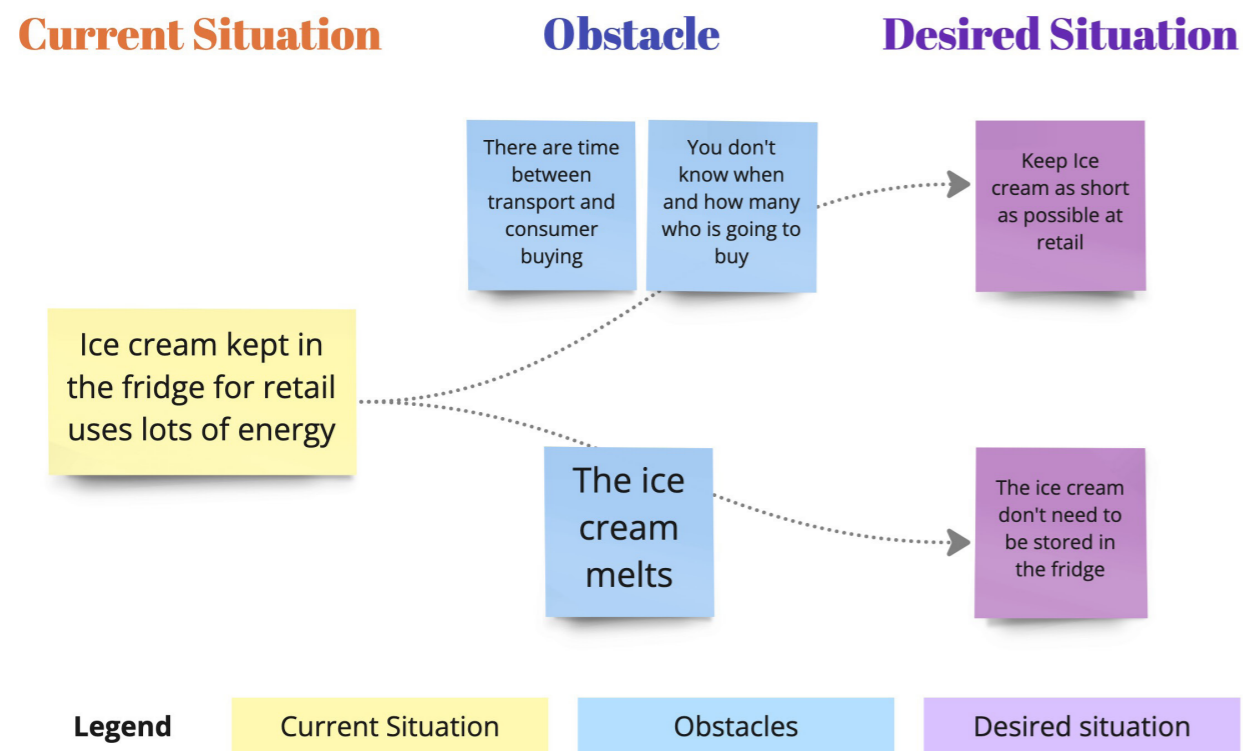 Current Situation
Obstacle
Desired Situation
There are time
between
transport and
consumer
buying
You don't
know when
and how many
who is going to
buy
Keep Ice
cream as short
as possible at
retail
Ice cream kept in
the fridge for retail
uses lots of energy
The ice
cream
melts
The ice cream
don't need to
be stored in
the fridge
Legend
Current Situation
Obstacles
Desired situation